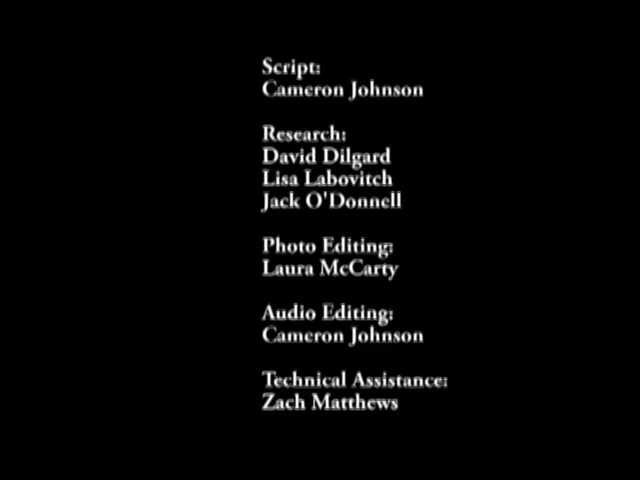 Script:
Cameron Johnson
Research:
David Dilgard
Lisa Labovitch
Jack O'Donnell
Photo Editing:
Laura McCarty
Audio Editing:
Cameron Johnson
Technical Assistance:
Zach Matthews